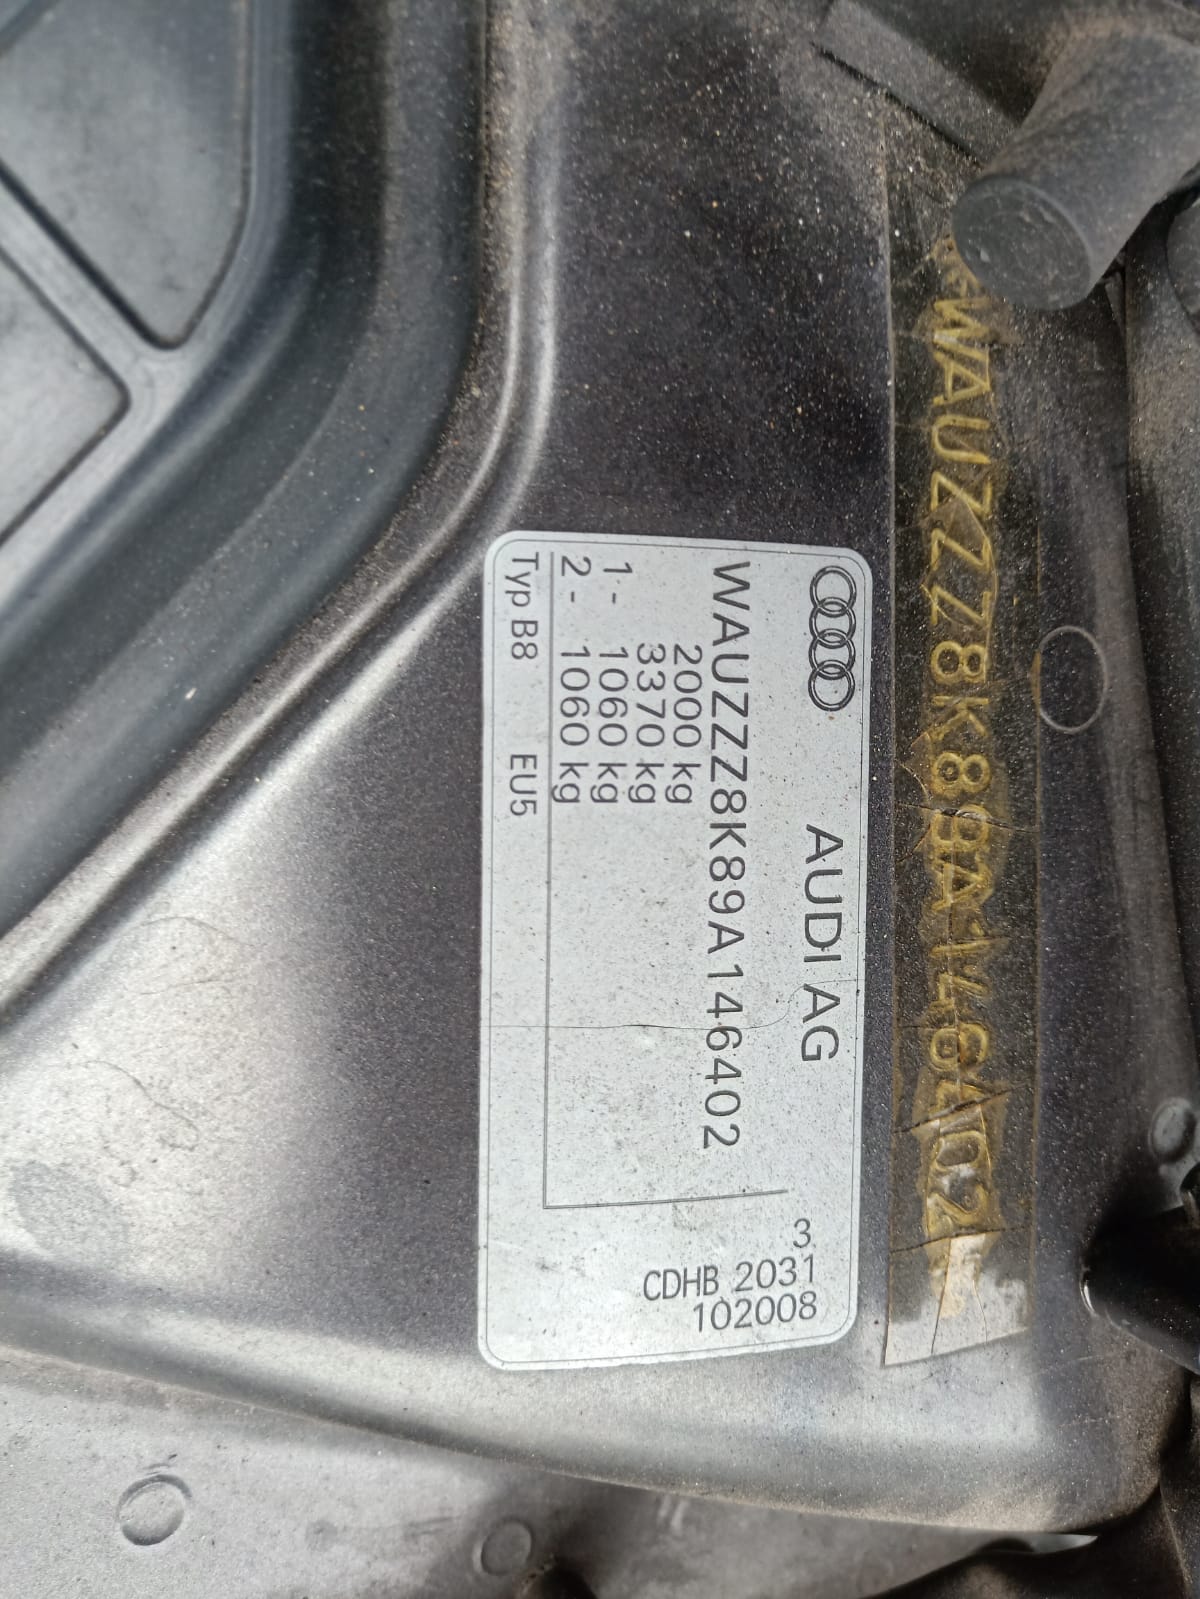 WAUZZZ8K89A146402
AUDI AG
WAUZZZ8K89A146402
2000 kg
3370 kg
1 - 1060 kg
2 - 1060 kg
Typ B8 EU5
3
CDHB 2031
102008